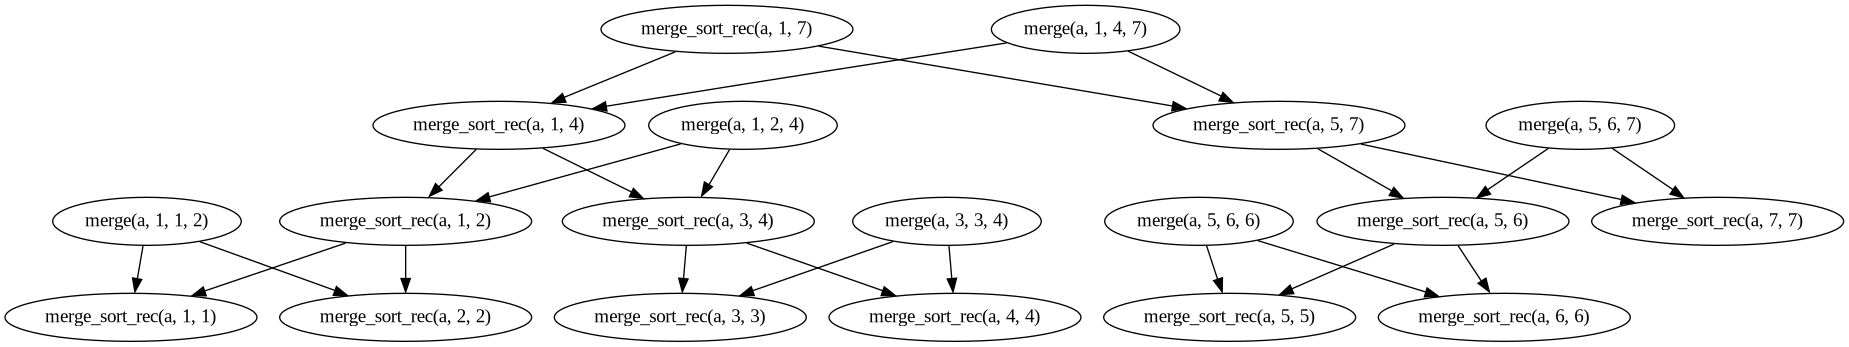 merge_sort_rec(a, 1, 7)
merge(a, 1, 4, 7)
merge_sort_rec(a, 1, 4)
merge(a, 1, 2, 4)
merge_sort_rec(a, 5, 7)
merge(a, 5, 6, 7)
merge(a, 1, 1, 2)
merge_sort_rec(a, 1, 2)
merge_sort_rec(a, 3, 4)
merge(a, 3, 3, 4)
merge(a, 5, 6, 6)
merge_sort_rec(a, 5, 6)
merge_sort_rec(a, 7, 7)
merge_sort_rec(a, 1, 1)
merge_sort_rec(a, 2, 2)
merge_sort_rec(a, 3, 3)
merge_sort_rec(a, 4, 4)
merge_sort_rec(a, 5, 5)
merge_sort_rec(a, 6, 6)